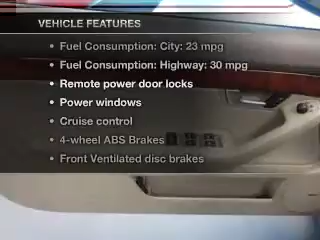 VEHICLE FEATURES
• Fuel Consumption: City: 23 mpg
• Fuel Consumption: Highway: 30 mpg
• Remote power door locks
• Power windows
• Cruise control
• 4-wheel ABS Brakes
• Front Ventilated disc brakes